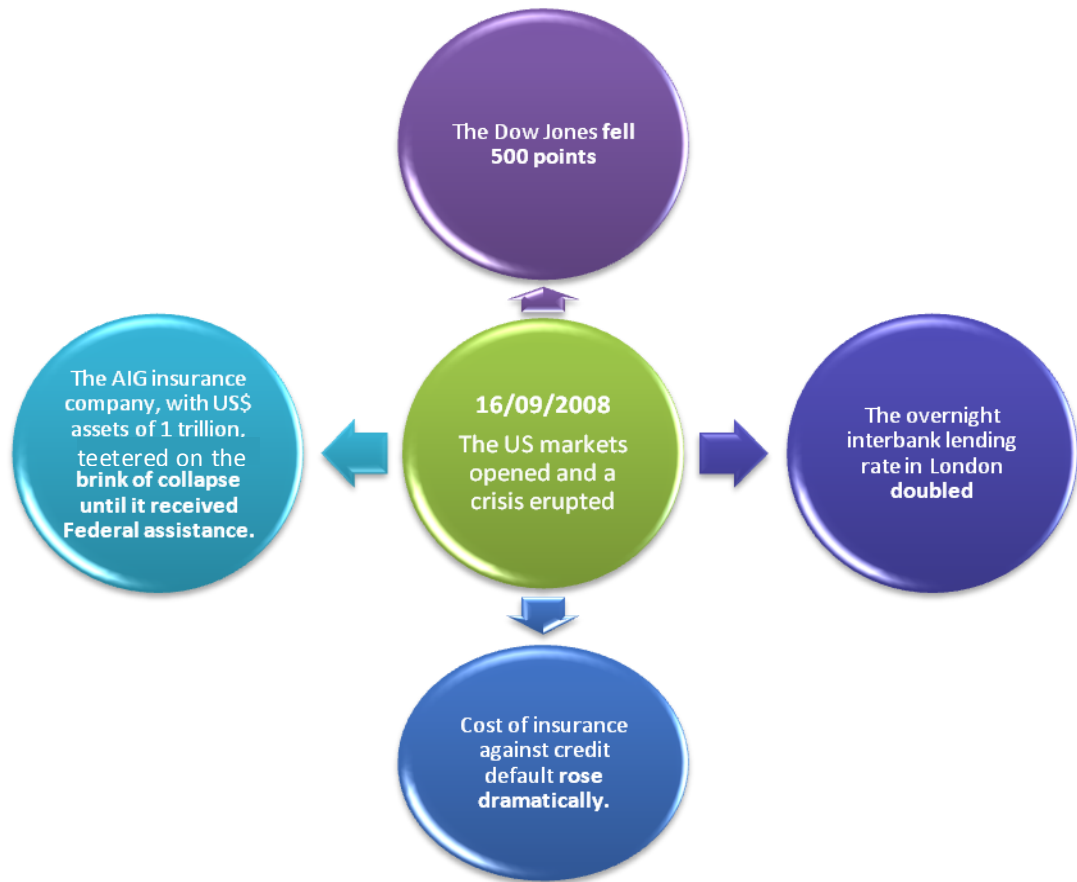 The Dow Jones fell
500 points
The AIG insurance
company, with US$
assets of 1 trillion,
teetered on the
brink of collapse
until it received
Federal assistance.
16/09/2008
The US markets
opened and a
crisis erupted
The overnight
interbank lending
rate in London
doubled
Cost of insurance
against credit
default rose
dramatically.